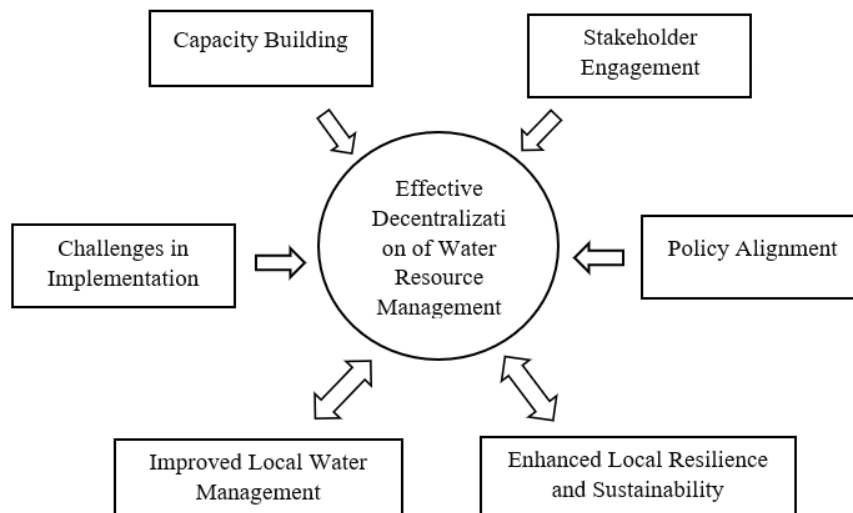 Capacity Building
Stakeholder
Engagement
Effective
Decentralizati
on of Water
Resource
Management
Challenges in
Implementation
Policy Alignment
Improved Local Water
Management
Enhanced Local Resilience
and Sustainability